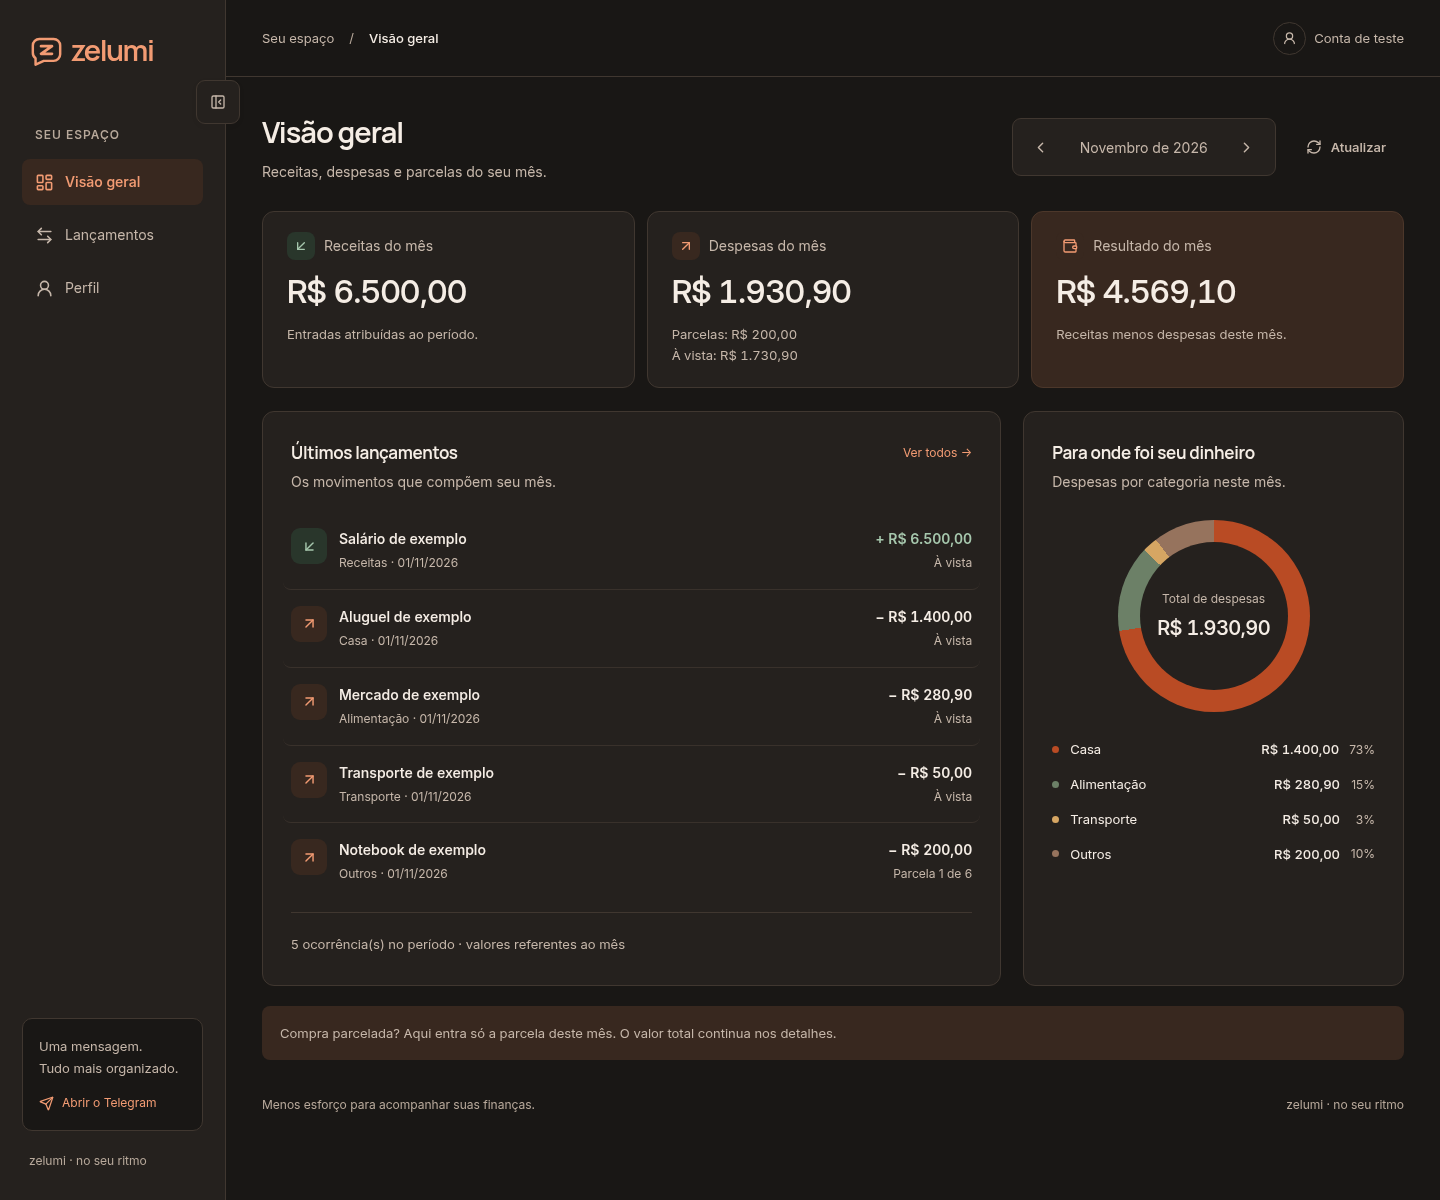 zelumi
SEU ESPAÇO
Visão geral
Lançamentos
Perfil
Uma mensagem.
Tudo mais organizado.
Abrir o Telegram
zelumi · no seu ritmo
Seu espaço / Visão geral
Conta de teste
Visão geral
Receitas, despesas e parcelas do seu mês.
Novembro de 2026
Atualizar
Receitas do mês
R$ 6.500,00
Entradas atribuídas ao período.
Despesas do mês
R$ 1.930,90
Parcelas: R$ 200,00
À vista: R$ 1.730,90
Resultado do mês
R$ 4.569,10
Receitas menos despesas deste mês.
Últimos lançamentos
Ver todos →
Os movimentos que compõem seu mês.
Salário de exemplo + R$ 6.500,00
Receitas · 01/11/2026 À vista
Aluguel de exemplo − R$ 1.400,00
Casa · 01/11/2026 À vista
Mercado de exemplo − R$ 280,90
Alimentação · 01/11/2026 À vista
Transporte de exemplo − R$ 50,00
Transporte · 01/11/2026 À vista
Notebook de exemplo − R$ 200,00
Outros · 01/11/2026 Parcela 1 de 6
5 ocorrência(s) no período · valores referentes ao mês
Para onde foi seu dinheiro
Despesas por categoria neste mês.
Total de despesas
R$ 1.930,90
Casa R$ 1.400,00 73%
Alimentação R$ 280,90 15%
Transporte R$ 50,00 3%
Outros R$ 200,00 10%
Compra parcelada? Aqui entra só a parcela deste mês. O valor total continua nos detalhes.
Menos esforço para acompanhar suas finanças.
zelumi · no seu ritmo